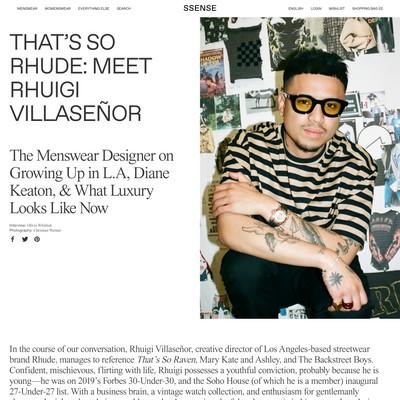 MENSWEAR WOMENSWEAR EVERYTHING ELSE SEARCH SSENSE ENGLISH LOGIN WISHLIST SHOPPING BAG
THAT'S SO
RHUDE: MEET
RHUIGI
VILLASEÑOR
The Menswear Designer on
Growing Up in L.A, Diane
Keaton, & What Luxury
Looks Like Now
Interview:
Photography:
In the course of our conversation, Rhuigi Villaseñor, creative director of Los Angeles-based streetwear
brand Rhude, manages to reference That's So Raven, Mary Kate and Ashley, and The Backstreet Boys.
Confident, mischievous, flirting with life, Rhuigi possesses a youthful conviction, probably because he is
young—he was on 2019's Forbes 30-Under-30, and the Soho House (of which he is a member) inaugural
27-Under-27 list. With a business brain, a vintage watch collection, and enthusiasm for gentlemanly